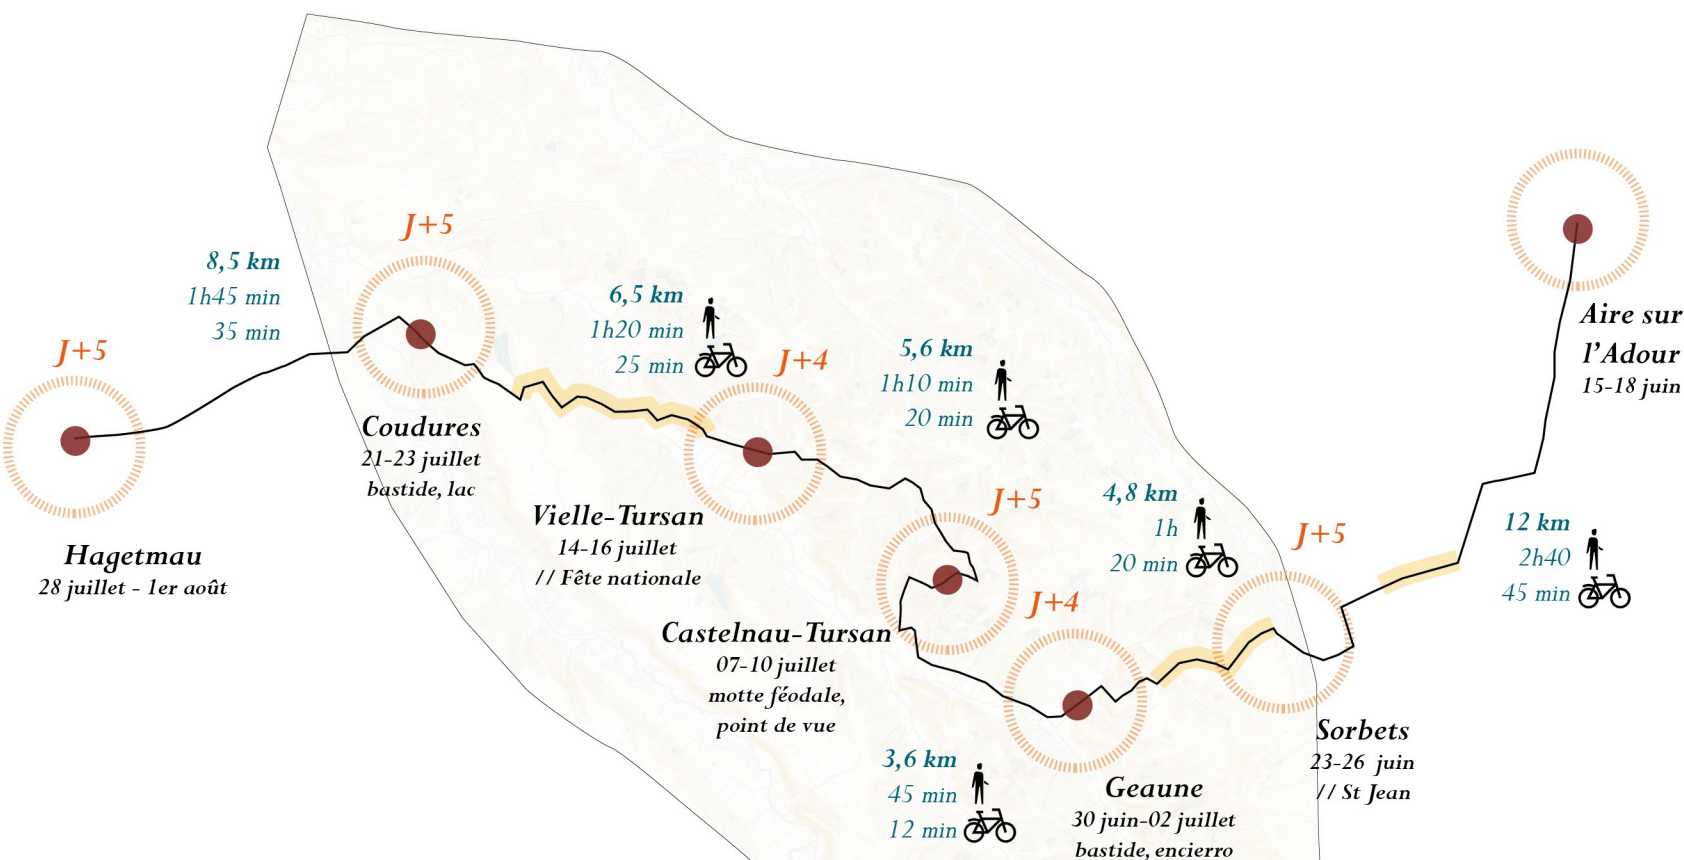 J+5
Hagetmau
28 juillet - 1er août
8,5 km
1h45 min
35 min
J+5
Coudures
21-23 juillet
bastide, lac
6,5 km
1h20 min
25 min
J+4
Vielle-Tursan
14-16 juillet
// Fête nationale
5,6 km
1h10 min
20 min
J+5
Castelnau-Tursan
07-10 juillet
motte féodale,
point de vue
3,6 km
45 min
12 min
J+4
Geaune
30 juin-02 juillet
bastide, encierro
4,8 km
1h
20 min
J+5
Sorbets
23-26 juin
// St Jean
12 km
2h40
45 min
Aire sur
l'Adour
15-18 juin